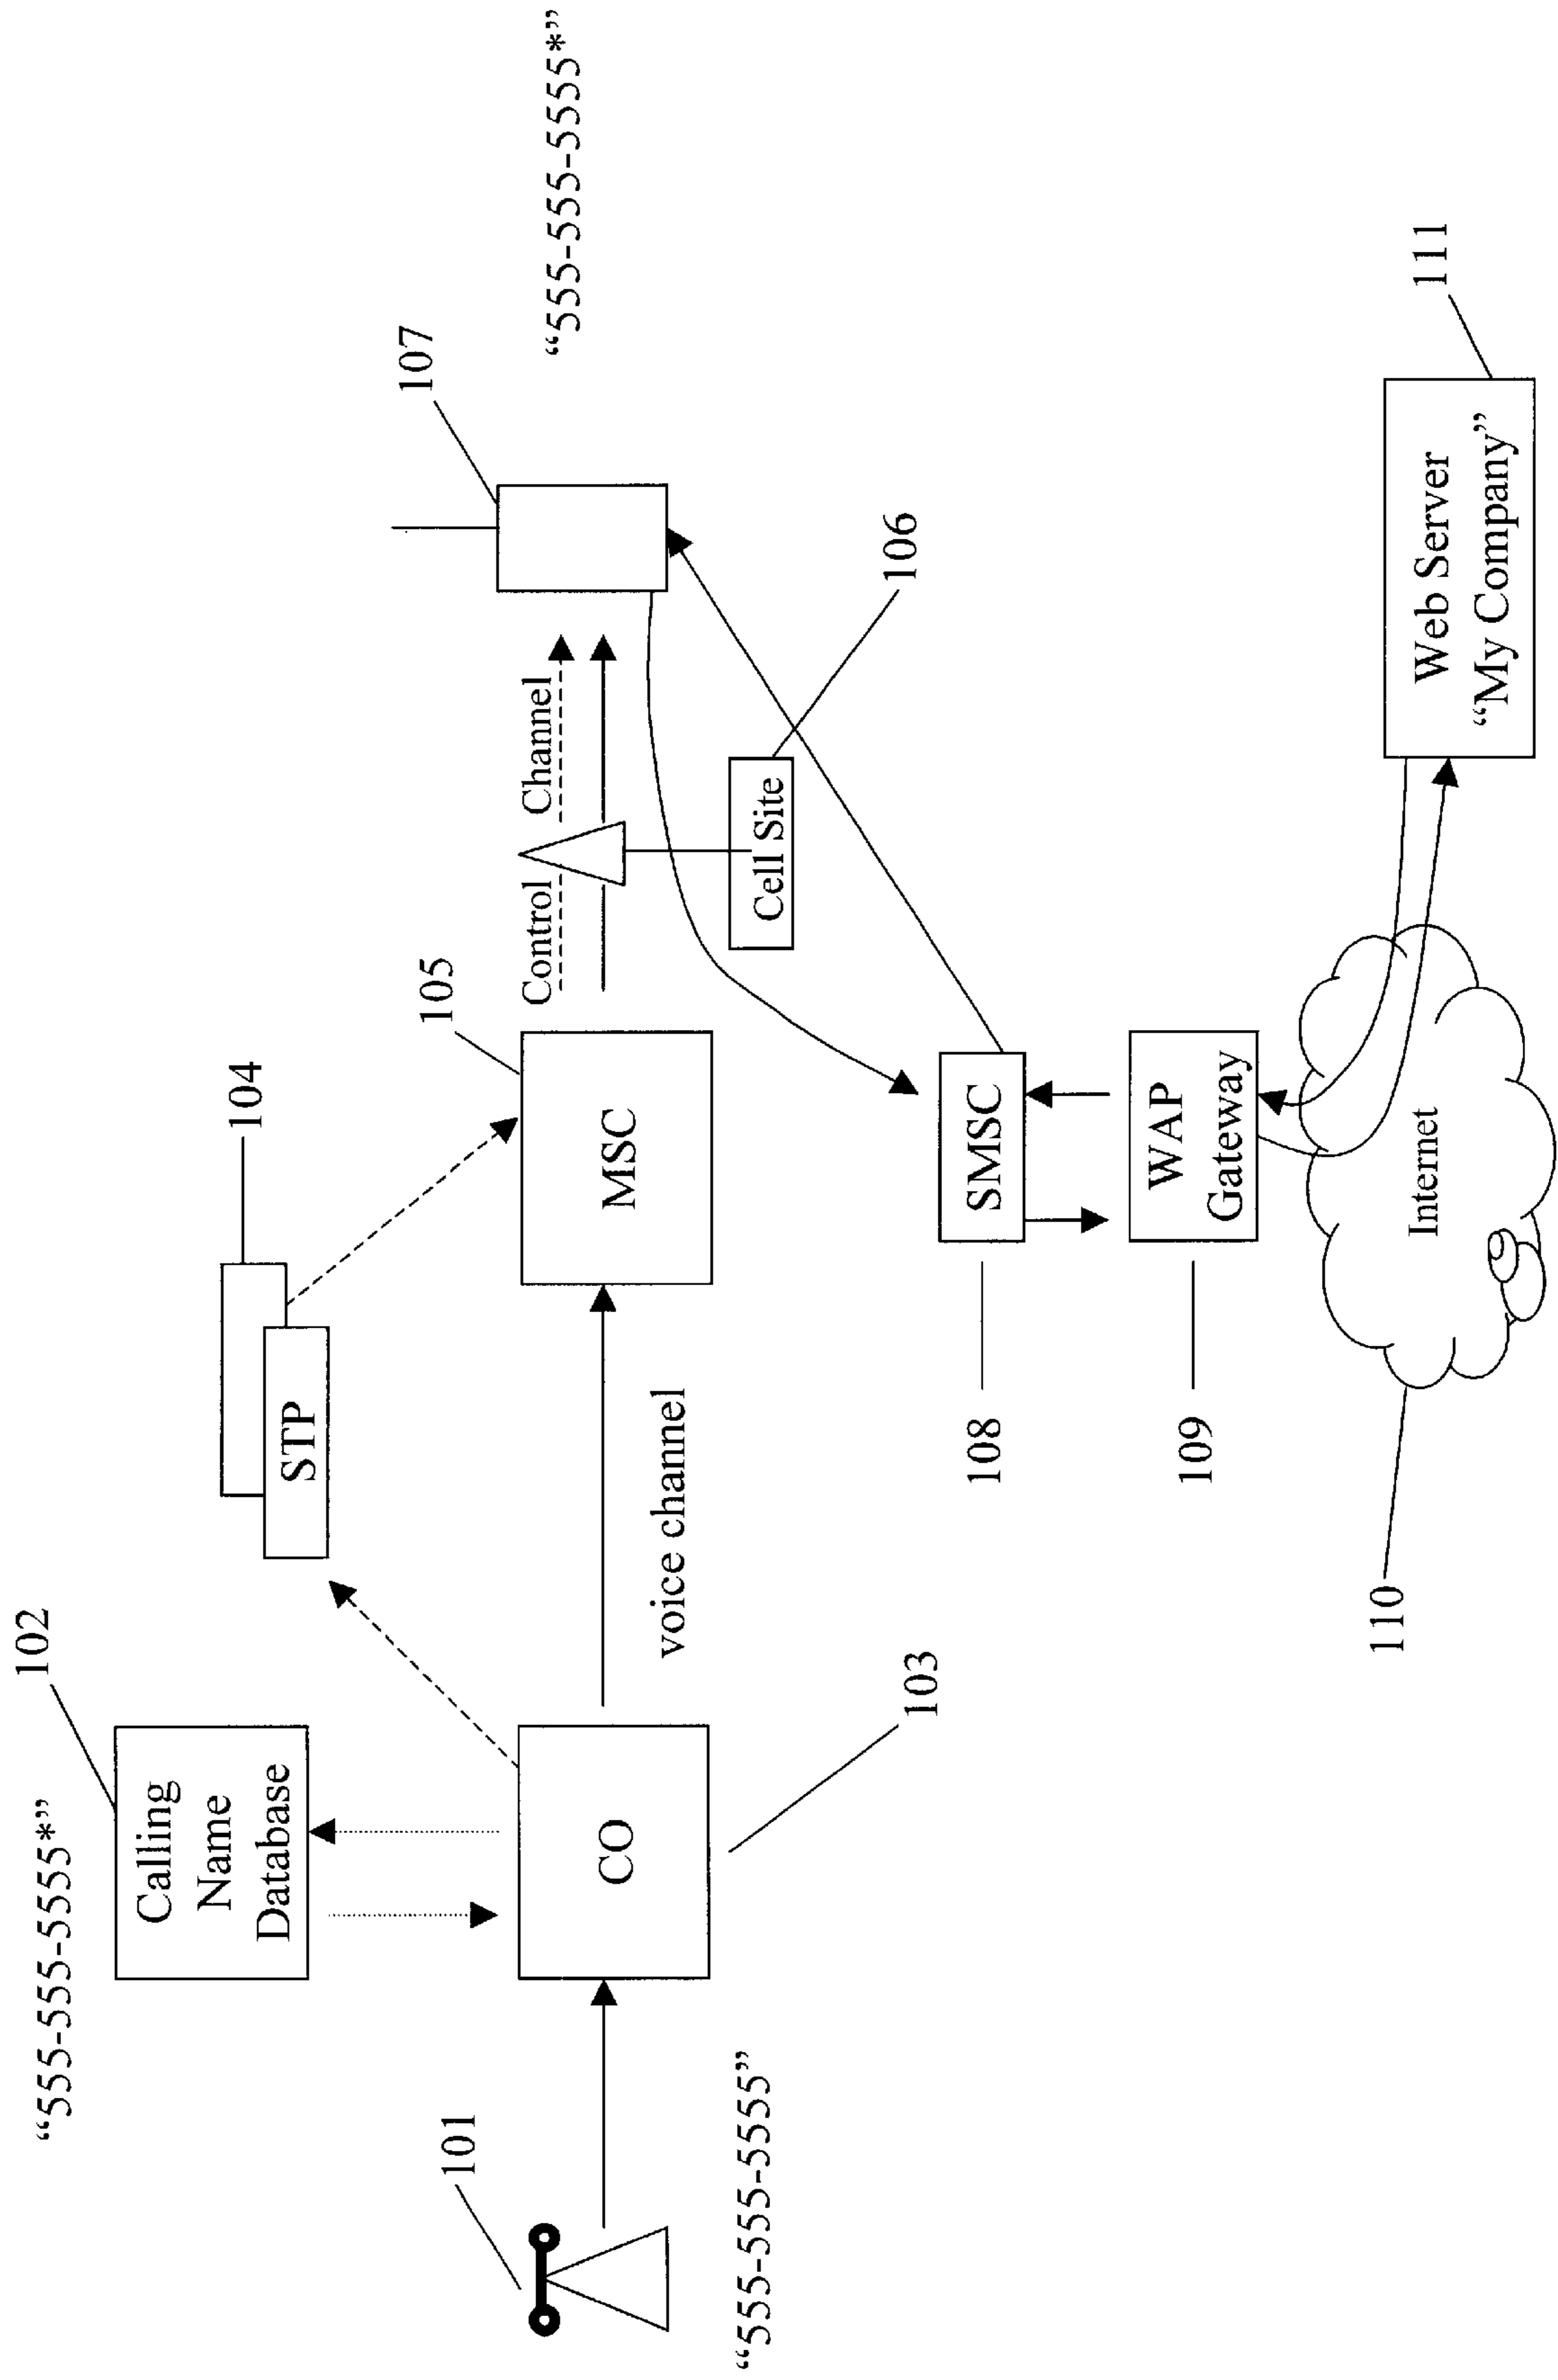 102
"555-555-5555*"
Calling
Name
Database
104
STP
101
"555-555-5555"
CO
103
voice channel
105
MSC
Control Channel
107
"555-555-5555*"
Cell Site
106
108
SMSC
109
WAP
Gateway
110
Internet
Web Server
"My Company"
111